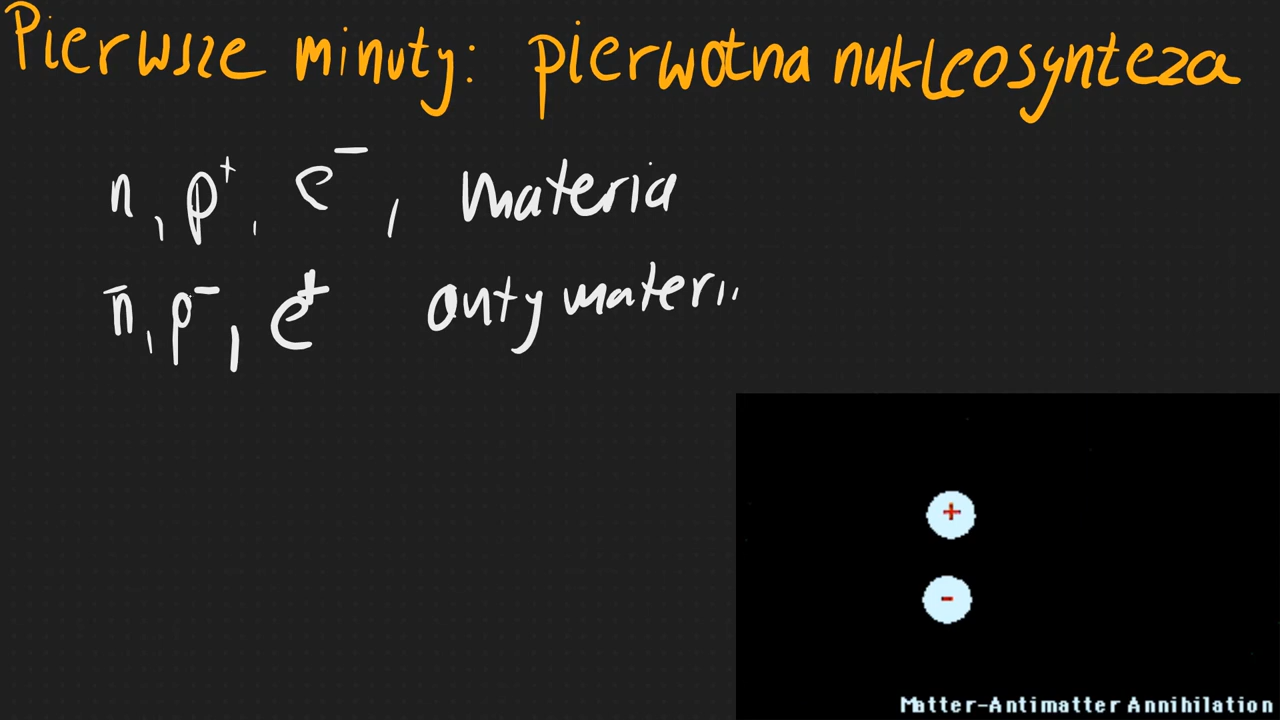 Pierwsze minuty: pierwotna nukleosynteza
n, p⁺, e⁻, materia
n̄, p⁻, e⁺ antymateri
+
-
Matter-Antimatter Annihilation